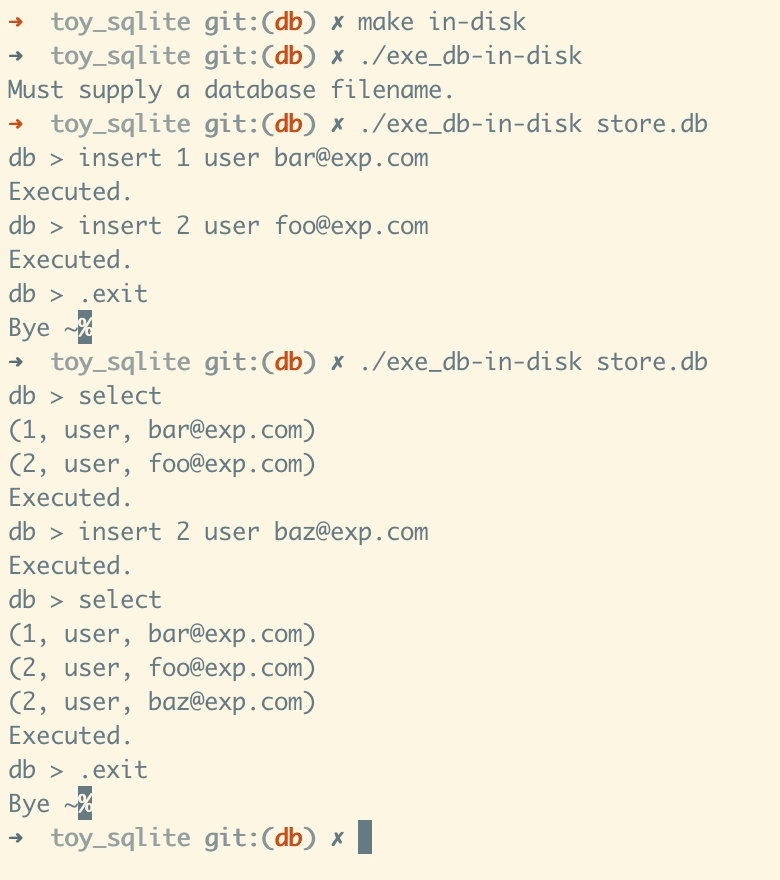 ➜  toy_sqlite git:(db) ✗ make in-disk
➜  toy_sqlite git:(db) ✗ ./exe_db-in-disk
Must supply a database filename.
➜  toy_sqlite git:(db) ✗ ./exe_db-in-disk store.db
db > insert 1 user bar@exp.com
Executed.
db > insert 2 user foo@exp.com
Executed.
db > .exit
Bye ~%
➜  toy_sqlite git:(db) ✗ ./exe_db-in-disk store.db
db > select
(1, user, bar@exp.com)
(2, user, foo@exp.com)
Executed.
db > insert 2 user baz@exp.com
Executed.
db > select
(1, user, bar@exp.com)
(2, user, foo@exp.com)
(2, user, baz@exp.com)
Executed.
db > .exit
Bye ~%
➜  toy_sqlite git:(db) ✗